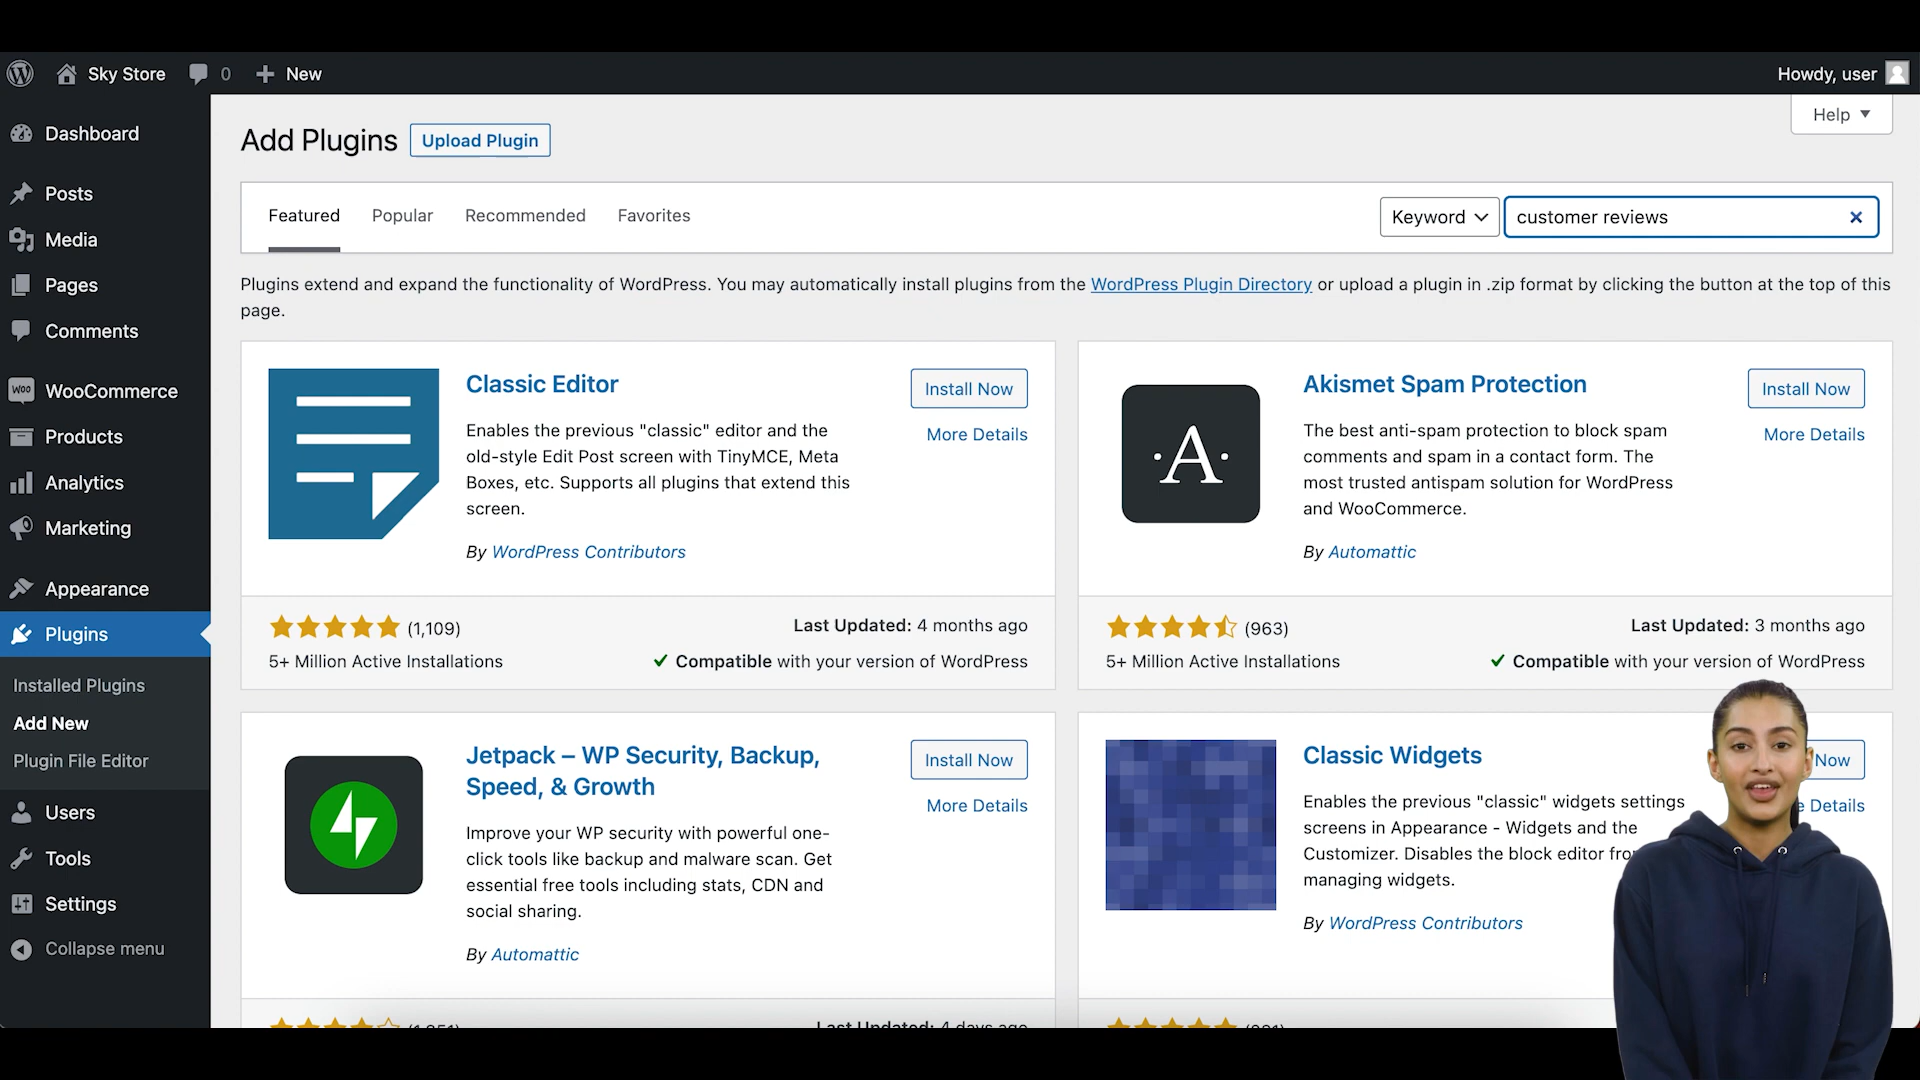 Sky Store 0 New Howdy, user
Help
Dashboard
Posts
Media
Pages
Comments
WooCommerce
Products
Analytics
Marketing
Appearance
Plugins
Installed Plugins
Add New
Plugin File Editor
Users
Tools
Settings
Collapse menu
Add Plugins Upload Plugin
Featured Popular Recommended Favorites Keyword customer reviews
Plugins extend and expand the functionality of WordPress. You may automatically install plugins from the WordPress Plugin Directory or upload a plugin in .zip format by clicking the button at the top of this
page.
Classic Editor
Install Now
More Details
Enables the previous "classic" editor and the
old-style Edit Post screen with TinyMCE, Meta
Boxes, etc. Supports all plugins that extend this
screen.
By WordPress Contributors
(1,109)
Last Updated: 4 months ago
5+ Million Active Installations
Compatible with your version of WordPress
A
Akismet Spam Protection
Install Now
More Details
The best anti-spam protection to block spam
comments and spam in a contact form. The
most trusted antispam solution for WordPress
and WooCommerce.
By Automattic
(963)
Last Updated: 3 months ago
5+ Million Active Installations
Compatible with your version of WordPress
Jetpack – WP Security, Backup,
Speed, & Growth
Install Now
More Details
Improve your WP security with powerful one-
click tools like backup and malware scan. Get
essential free tools including stats, CDN and
social sharing.
By Automattic
Last Updated: 4 days ago
Classic Widgets
Now
Details
Enables the previous "classic" widgets settings
screens in Appearance - Widgets and the
Customizer. Disables the block editor
managing widgets.
By WordPress Contributors